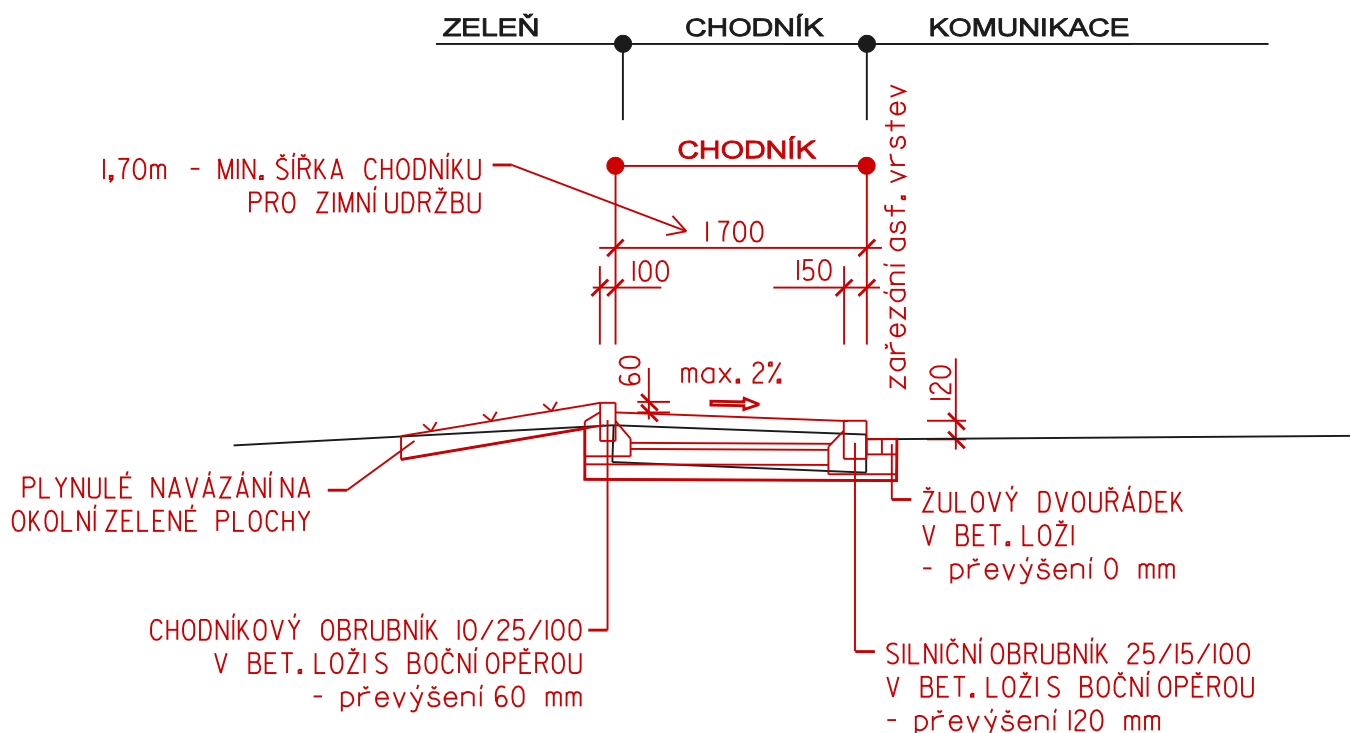 ZELEŇ CHODNÍK KOMUNIKACE
CHODNÍK
1,70m - MIN. ŠÍŘKA CHODNÍKU
PRO ZIMNÍ UDRŽBU
1700
100
150
zařezání asf. vrstev
60
max. 2%
120
PLYNULÉ NAVÁZÁNÍ NA
OKOLNÍ ZELENÉ PLOCHY
ŽULOVÝ DVOUŘÁDEK
V BET. LOŽI
- převýšení 0 mm
CHODNÍKOVÝ OBRUBNÍK 10/25/100
V BET. LOŽI S BOČNÍ OPĚROU
- převýšení 60 mm
SILNIČNÍ OBRUBNÍK 25/15/100
V BET. LOŽI S BOČNÍ OPĚROU
- převýšení 120 mm